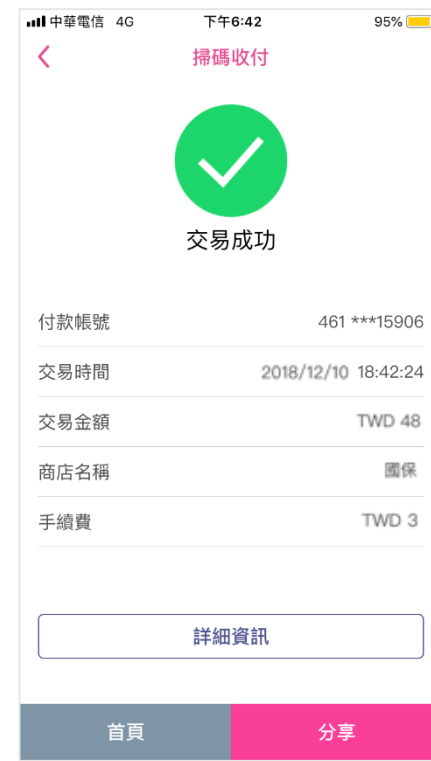 中華電信 4G 下午6:42 95%
掃碼收付
交易成功
付款帳號 461 ***15906
交易時間 2018/12/10 18:42:24
交易金額 TWD 48
商店名稱 國保
手續費 TWD 3
詳細資訊
首頁 分享